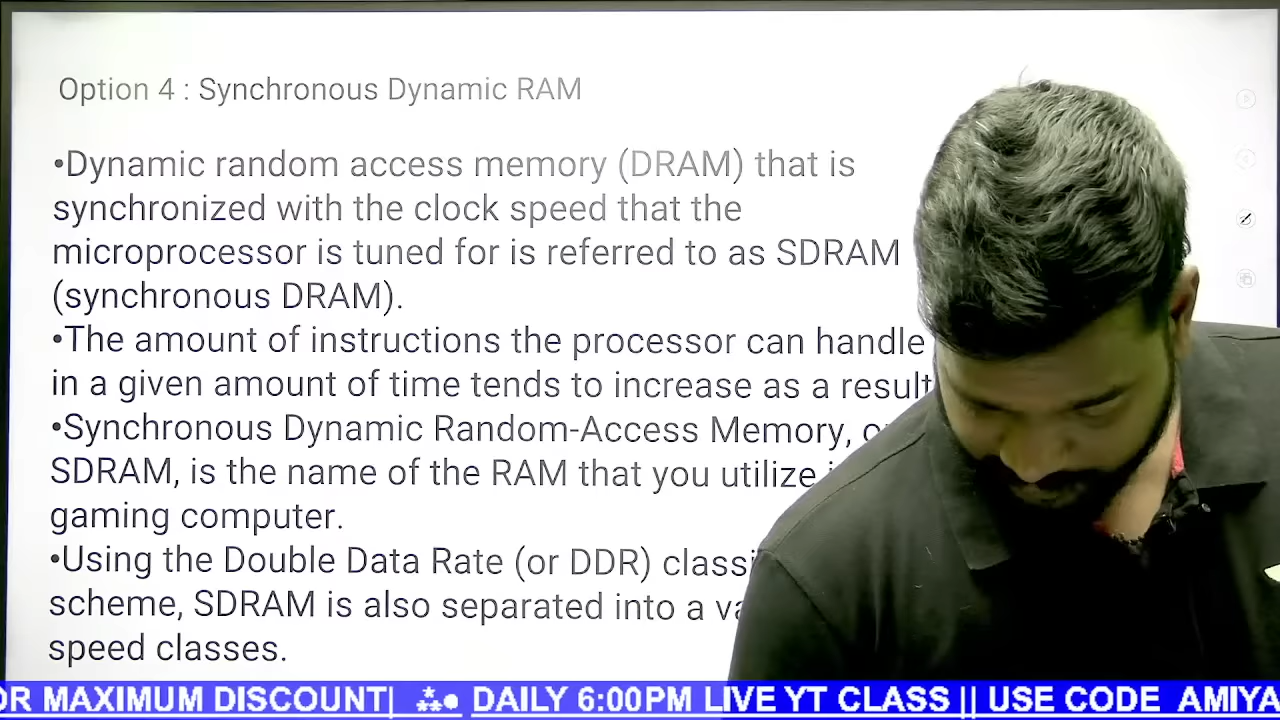 Option 4 : Synchronous Dynamic RAM
•Dynamic random access memory (DRAM) that is
synchronized with the clock speed that the
microprocessor is tuned for is referred to as SDRAM
(synchronous DRAM).
•The amount of instructions the processor can handle
in a given amount of time tends to increase as a result
•Synchronous Dynamic Random-Access Memory,
SDRAM, is the name of the RAM that you utilize
gaming computer.
•Using the Double Data Rate (or DDR)
scheme, SDRAM is also separated into a
speed classes.
OR MAXIMUM DISCOUNT| DAILY 6:00PM LIVE YT CLASS || USE CODE AMIYA